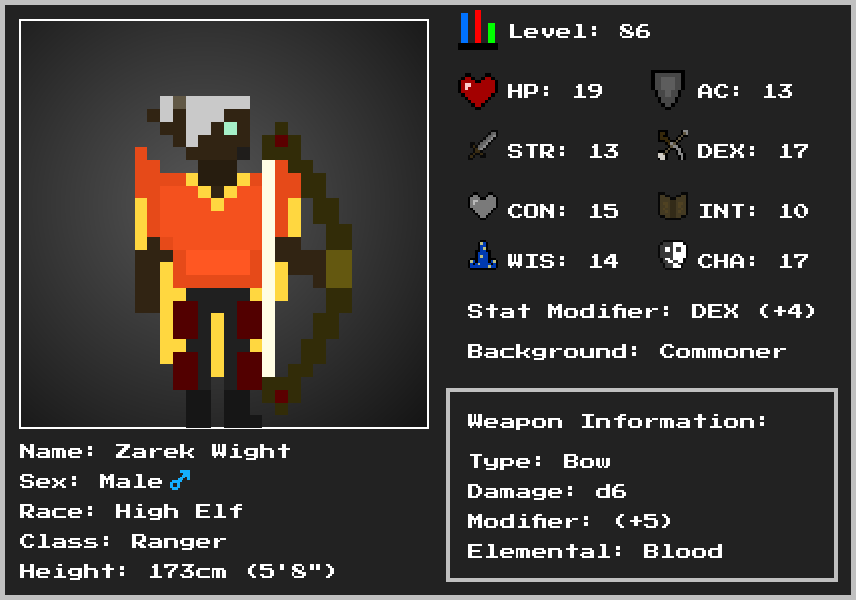 Level: 86
HP: 19 AC: 13
STR: 13 DEX: 17
CON: 15 INT: 10
WIS: 14 CHA: 17
Stat Modifier: DEX (+4)
Background: Commoner
Weapon Information:
Type: Bow
Damage: d6
Modifier: (+5)
Elemental: Blood
Name: Zarek Wight
Sex: Male ♂
Race: High Elf
Class: Ranger
Height: 173cm (5'8")